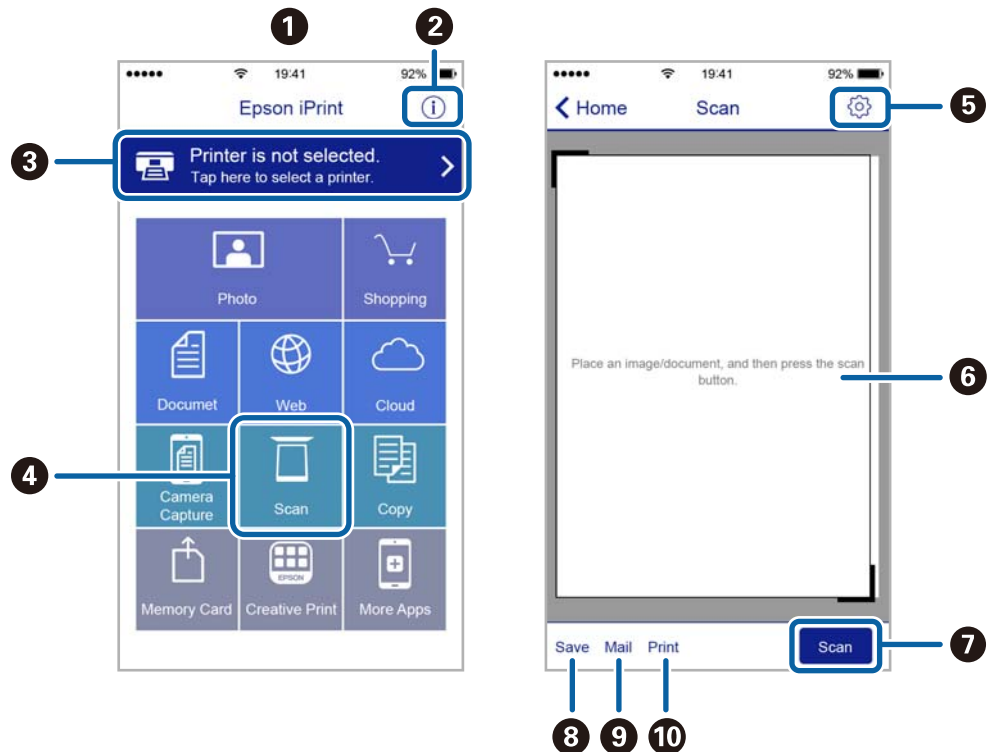 1
2
19:41
92%
Epson iPrint
i
3
Printer is not selected.
Tap here to select a printer.
Photo
Shopping
Documet
Web
Cloud
4
Camera
Capture
Scan
Copy
EPSON
Memory Card
Creative Print
More Apps
19:41
92%
Home
Scan
5
Place an image/document, and then press the scan
button.
6
Save
Mail
Print
Scan
7
8
9
10